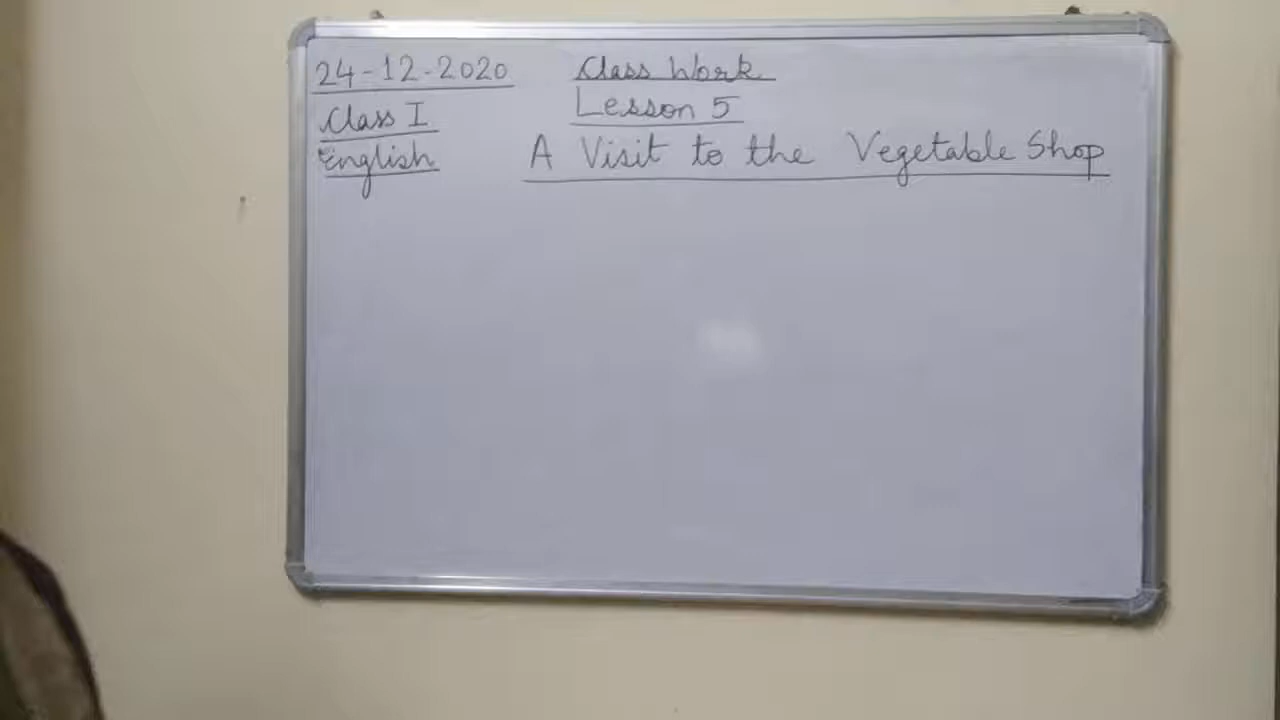 24-12-2020
Class I
English
Class Work
Lesson 5
A Visit to the Vegetable Shop